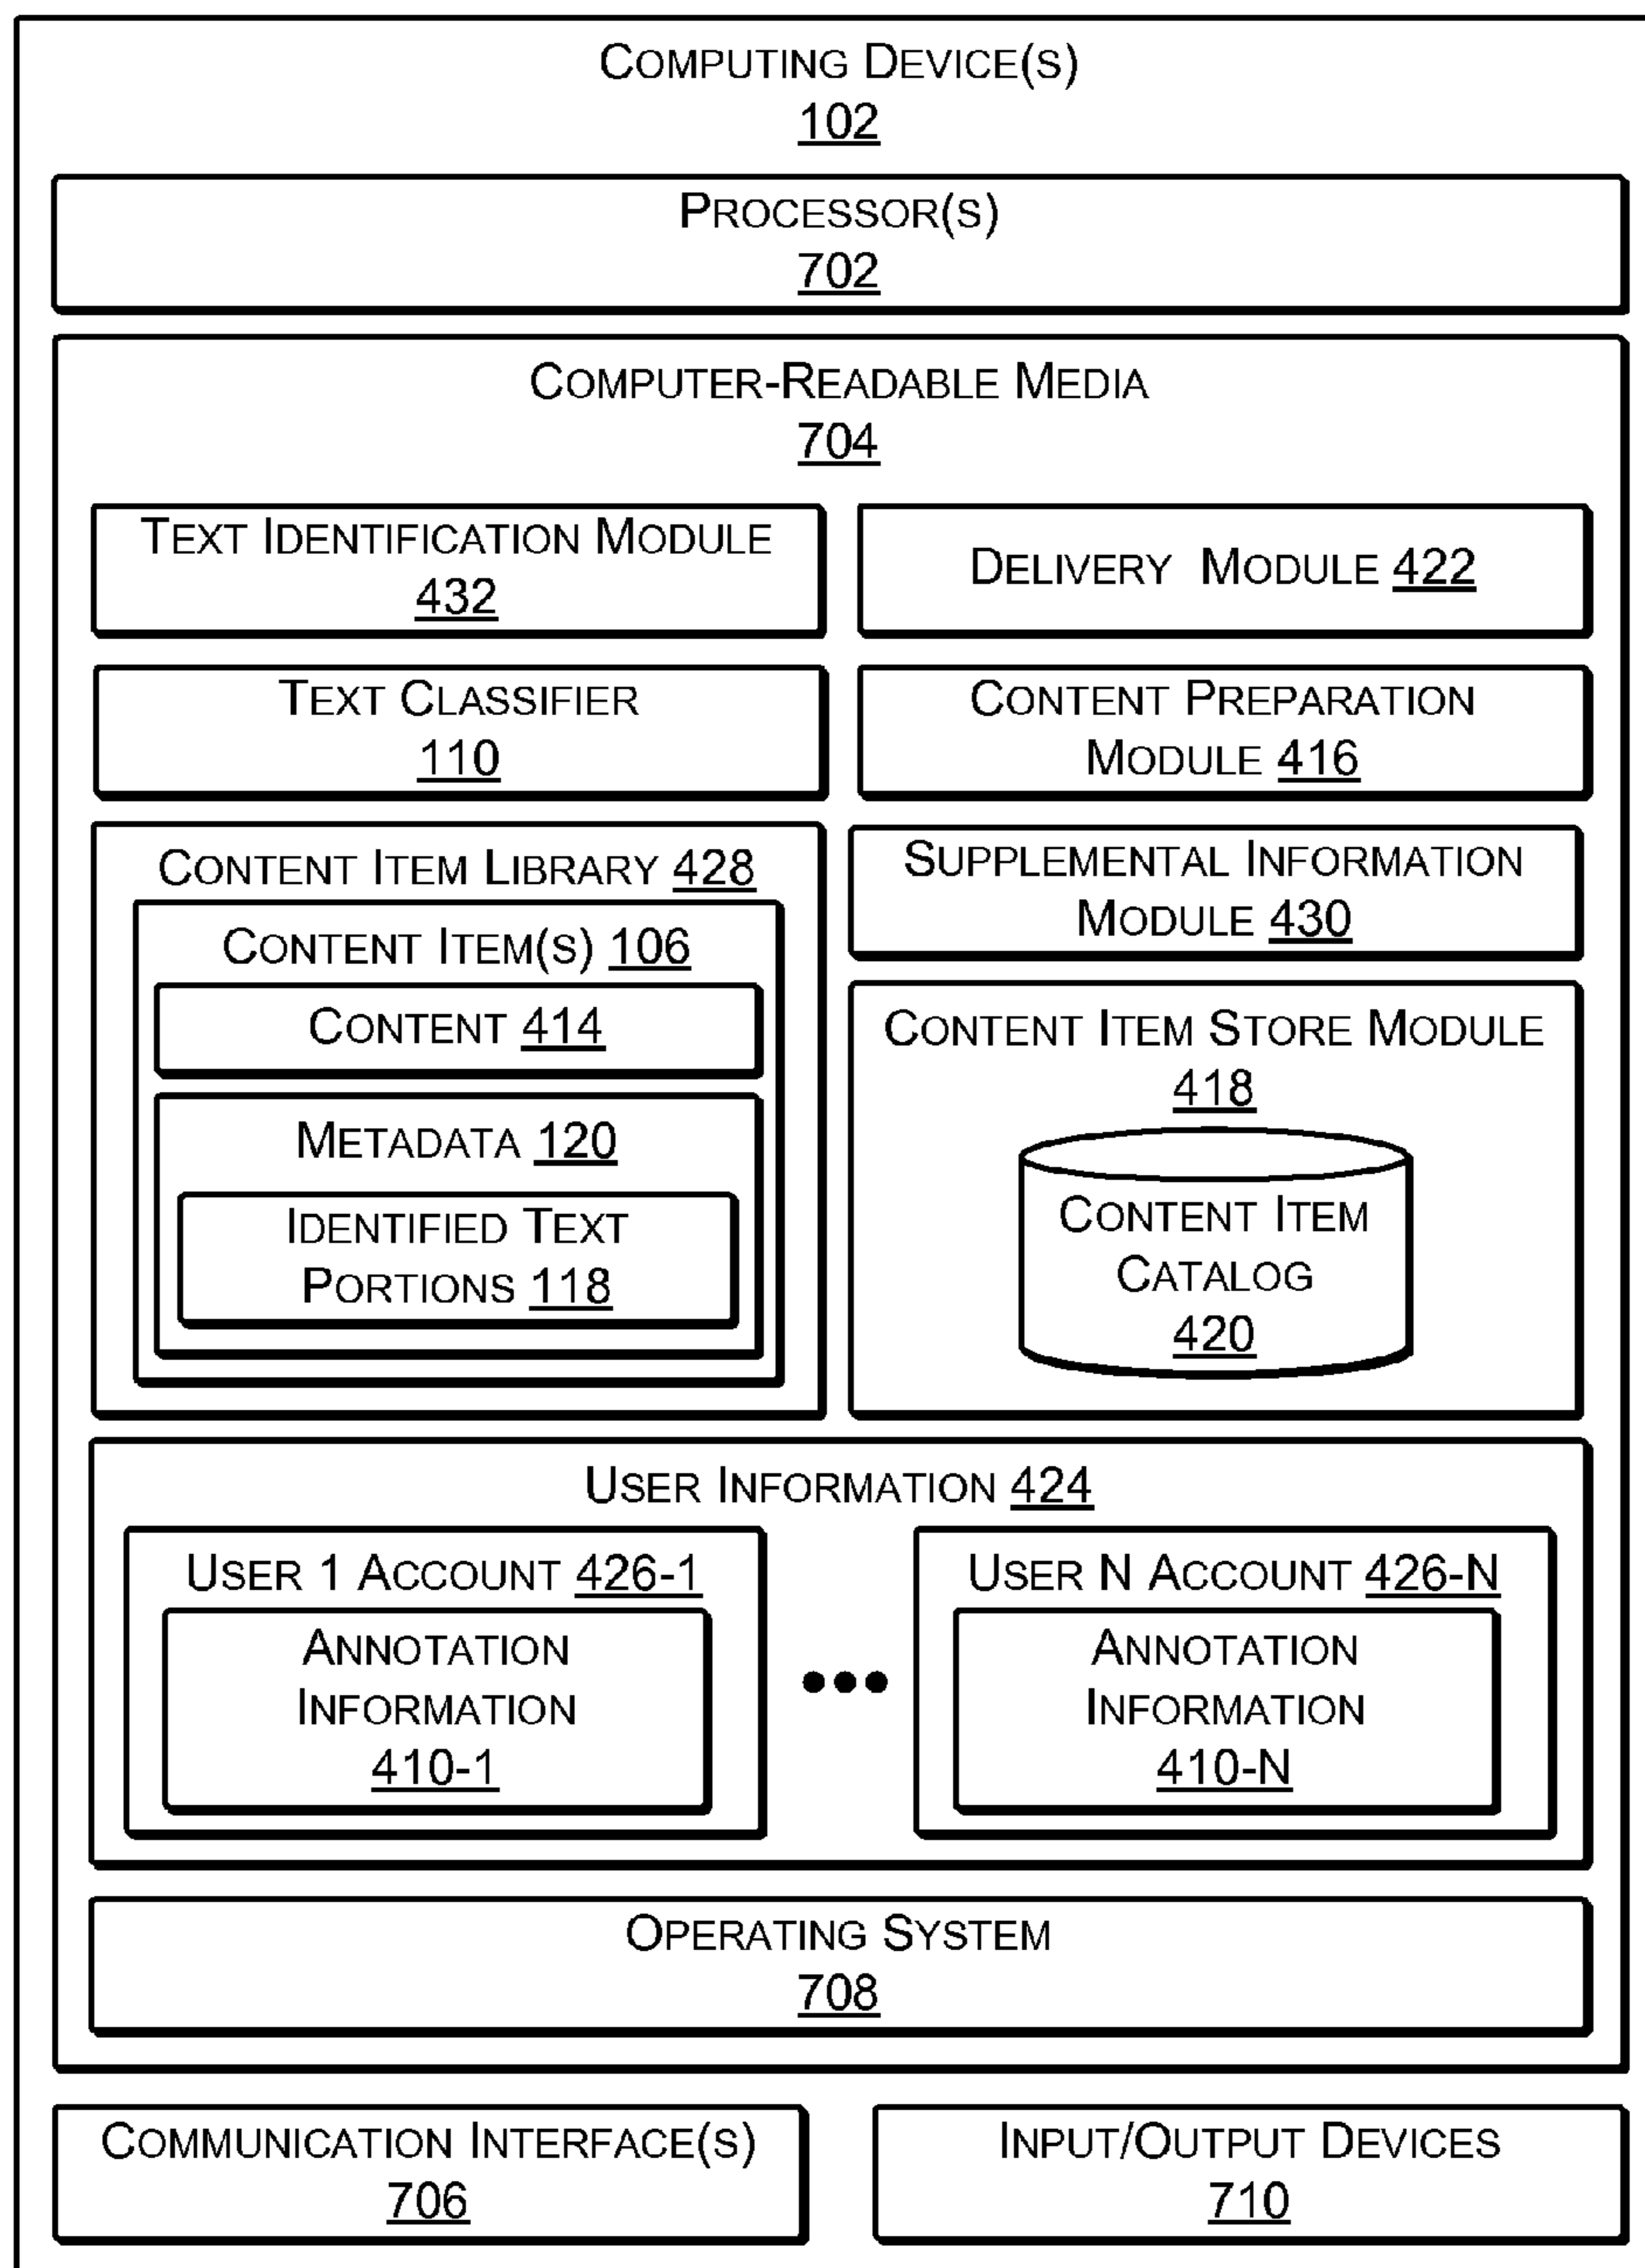 COMPUTING DEVICE(S)
102
PROCESSOR(S)
702
COMPUTER-READABLE MEDIA
704
TEXT IDENTIFICATION MODULE
432
DELIVERY MODULE 422
TEXT CLASSIFIER
110
CONTENT PREPARATION
MODULE 416
CONTENT ITEM LIBRARY 428
CONTENT ITEM(S) 106
CONTENT 414
METADATA 120
IDENTIFIED TEXT
PORTIONS 118
SUPPLEMENTAL INFORMATION
MODULE 430
CONTENT ITEM STORE MODULE
418
CONTENT ITEM
CATALOG
420
USER INFORMATION 424
USER 1 ACCOUNT 426-1
ANNOTATION
INFORMATION
410-1
•••
USER N ACCOUNT 426-N
ANNOTATION
INFORMATION
410-N
OPERATING SYSTEM
708
COMMUNICATION INTERFACE(S)
706
INPUT/OUTPUT DEVICES
710